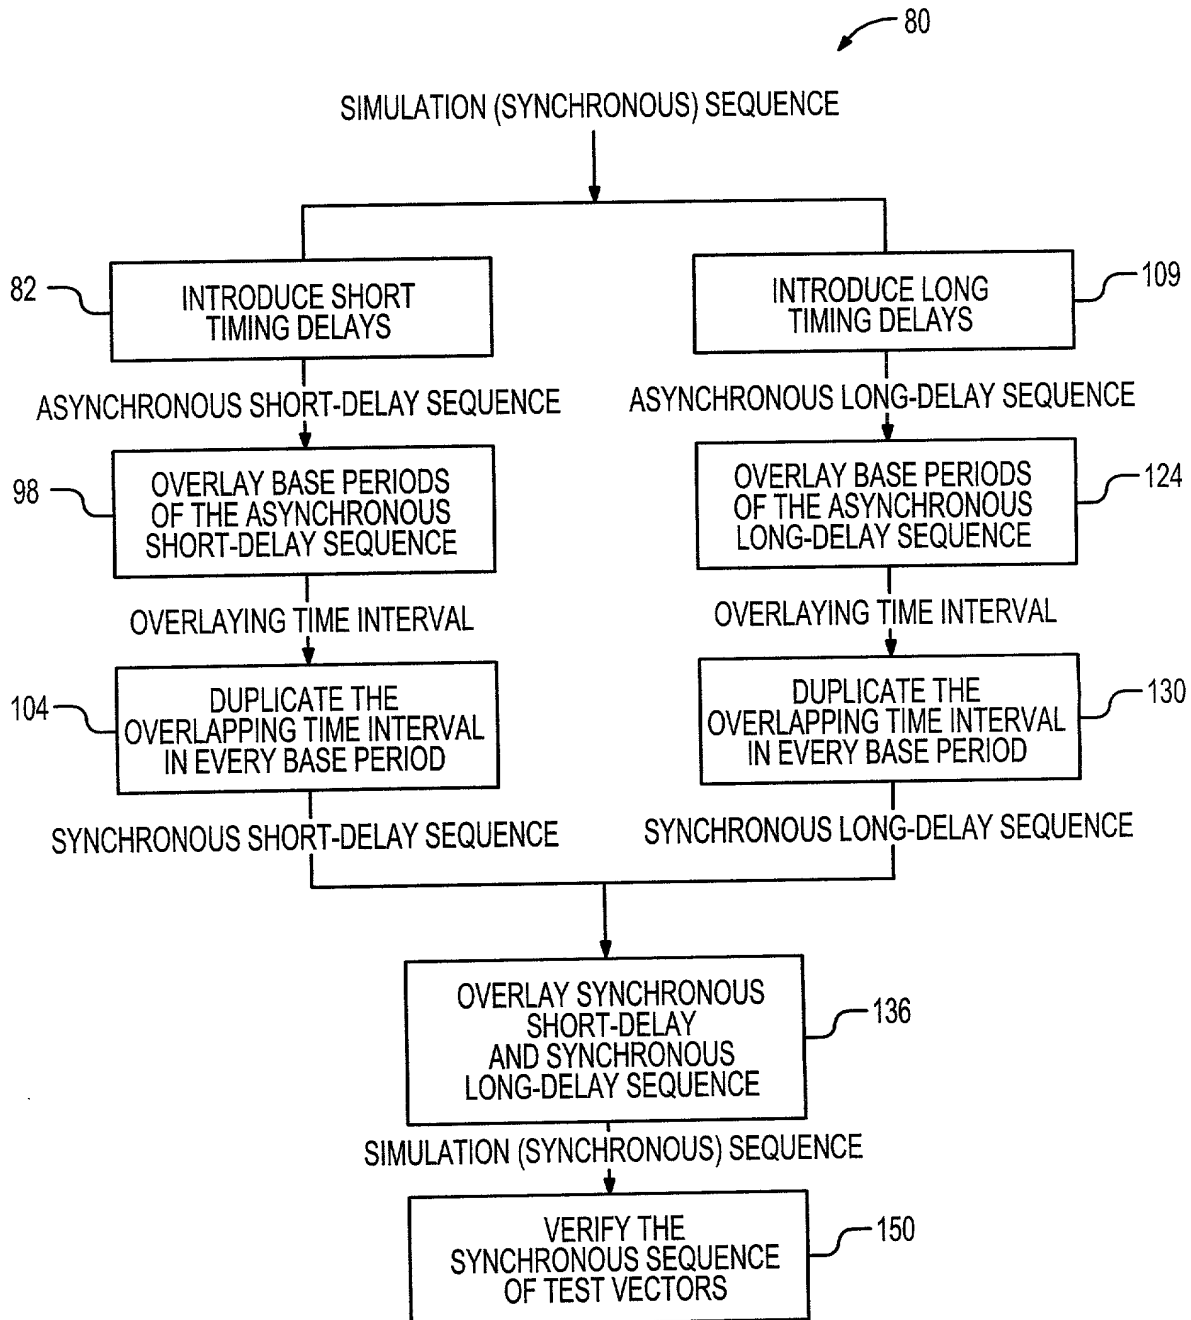 80
SIMULATION (SYNCHRONOUS) SEQUENCE
82
INTRODUCE SHORT
TIMING DELAYS
INTRODUCE LONG
TIMING DELAYS
109
ASYNCHRONOUS SHORT-DELAY SEQUENCE
ASYNCHRONOUS LONG-DELAY SEQUENCE
98
OVERLAY BASE PERIODS
OF THE ASYNCHRONOUS
SHORT-DELAY SEQUENCE
OVERLAY BASE PERIODS
OF THE ASYNCHRONOUS
LONG-DELAY SEQUENCE
124
OVERLAYING TIME INTERVAL
OVERLAYING TIME INTERVAL
104
DUPLICATE THE
OVERLAPPING TIME INTERVAL
IN EVERY BASE PERIOD
DUPLICATE THE
OVERLAPPING TIME INTERVAL
IN EVERY BASE PERIOD
130
SYNCHRONOUS SHORT-DELAY SEQUENCE
SYNCHRONOUS LONG-DELAY SEQUENCE
OVERLAY SYNCHRONOUS
SHORT-DELAY
AND SYNCHRONOUS
LONG-DELAY SEQUENCE
136
SIMULATION (SYNCHRONOUS) SEQUENCE
VERIFY THE
SYNCHRONOUS SEQUENCE
OF TEST VECTORS
150